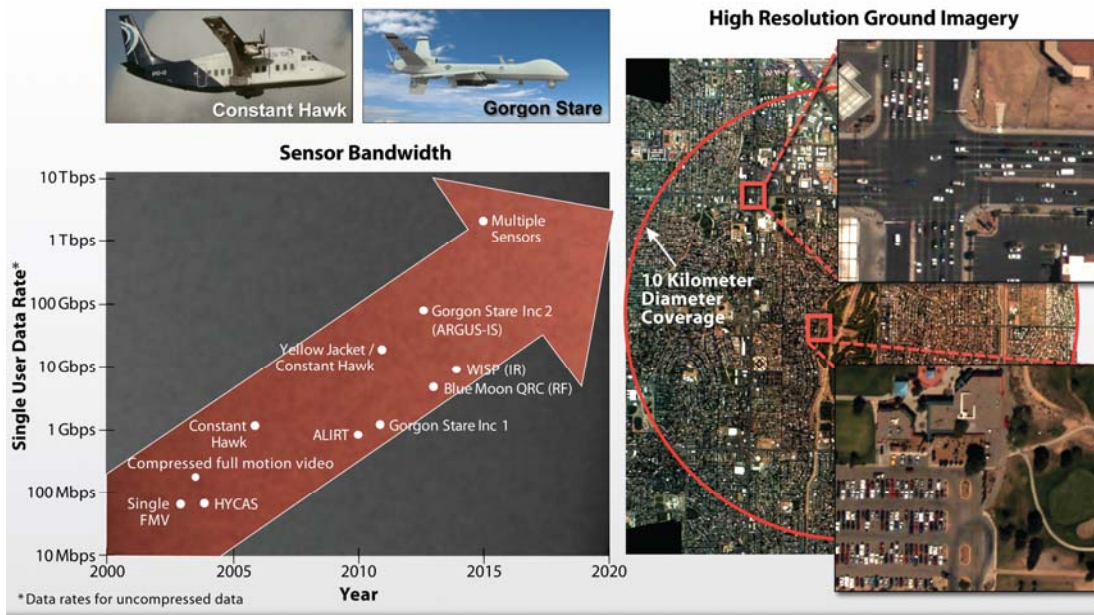 Constant Hawk
Gorgon Stare
High Resolution Ground Imagery
10 Kilometer
Diameter
Coverage
Sensor Bandwidth
Single User Data Rate*
10 Tbps
1 Tbps
100 Gbps
10 Gbps
1 Gbps
100 Mbps
10 Mbps
Multiple
Sensors
Gorgon Stare Inc 2
(ARGUS-IS)
Yellow Jacket /
Constant Hawk
WISP (IR)
Blue Moon QRC (RF)
Constant
Hawk
ALIRT
Gorgon Stare Inc 1
Compressed full motion video
Single
FMV
HYCAS
2000
2005
2010
2015
2020
Year
* Data rates for uncompressed data